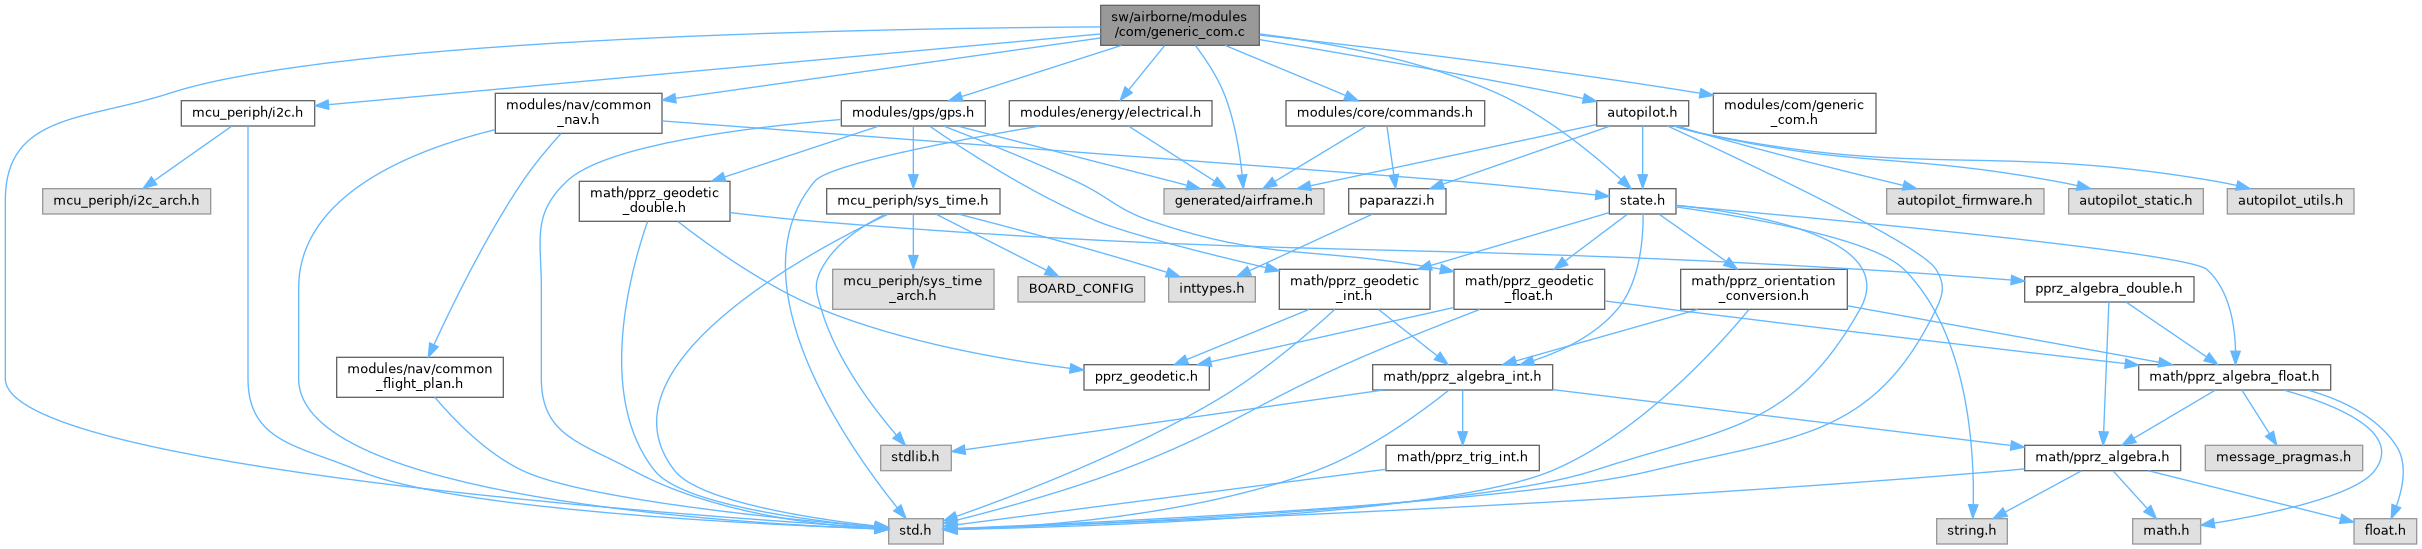 sw/airborne/modules
/com/generic_com.c
mcu_periph/i2c.h
modules/nav/common
_nav.h
modules/gps/gps.h
modules/energy/electrical.h
modules/core/commands.h
autopilot.h
modules/com/generic
_com.h
mcu_periph/i2c_arch.h
math/pprz_geodetic
_double.h
mcu_periph/sys_time.h
generated/airframe.h
paparazzi.h
state.h
autopilot_firmware.h
autopilot_static.h
autopilot_utils.h
mcu_periph/sys_time
_arch.h
BOARD_CONFIG
inttypes.h
math/pprz_geodetic
_int.h
math/pprz_geodetic
_float.h
math/pprz_orientation
_conversion.h
pprz_algebra_double.h
modules/nav/common
_flight_plan.h
pprz_geodetic.h
math/pprz_algebra_int.h
math/pprz_algebra_float.h
stdlib.h
math/pprz_trig_int.h
math/pprz_algebra.h
message_pragmas.h
std.h
string.h
math.h
float.h